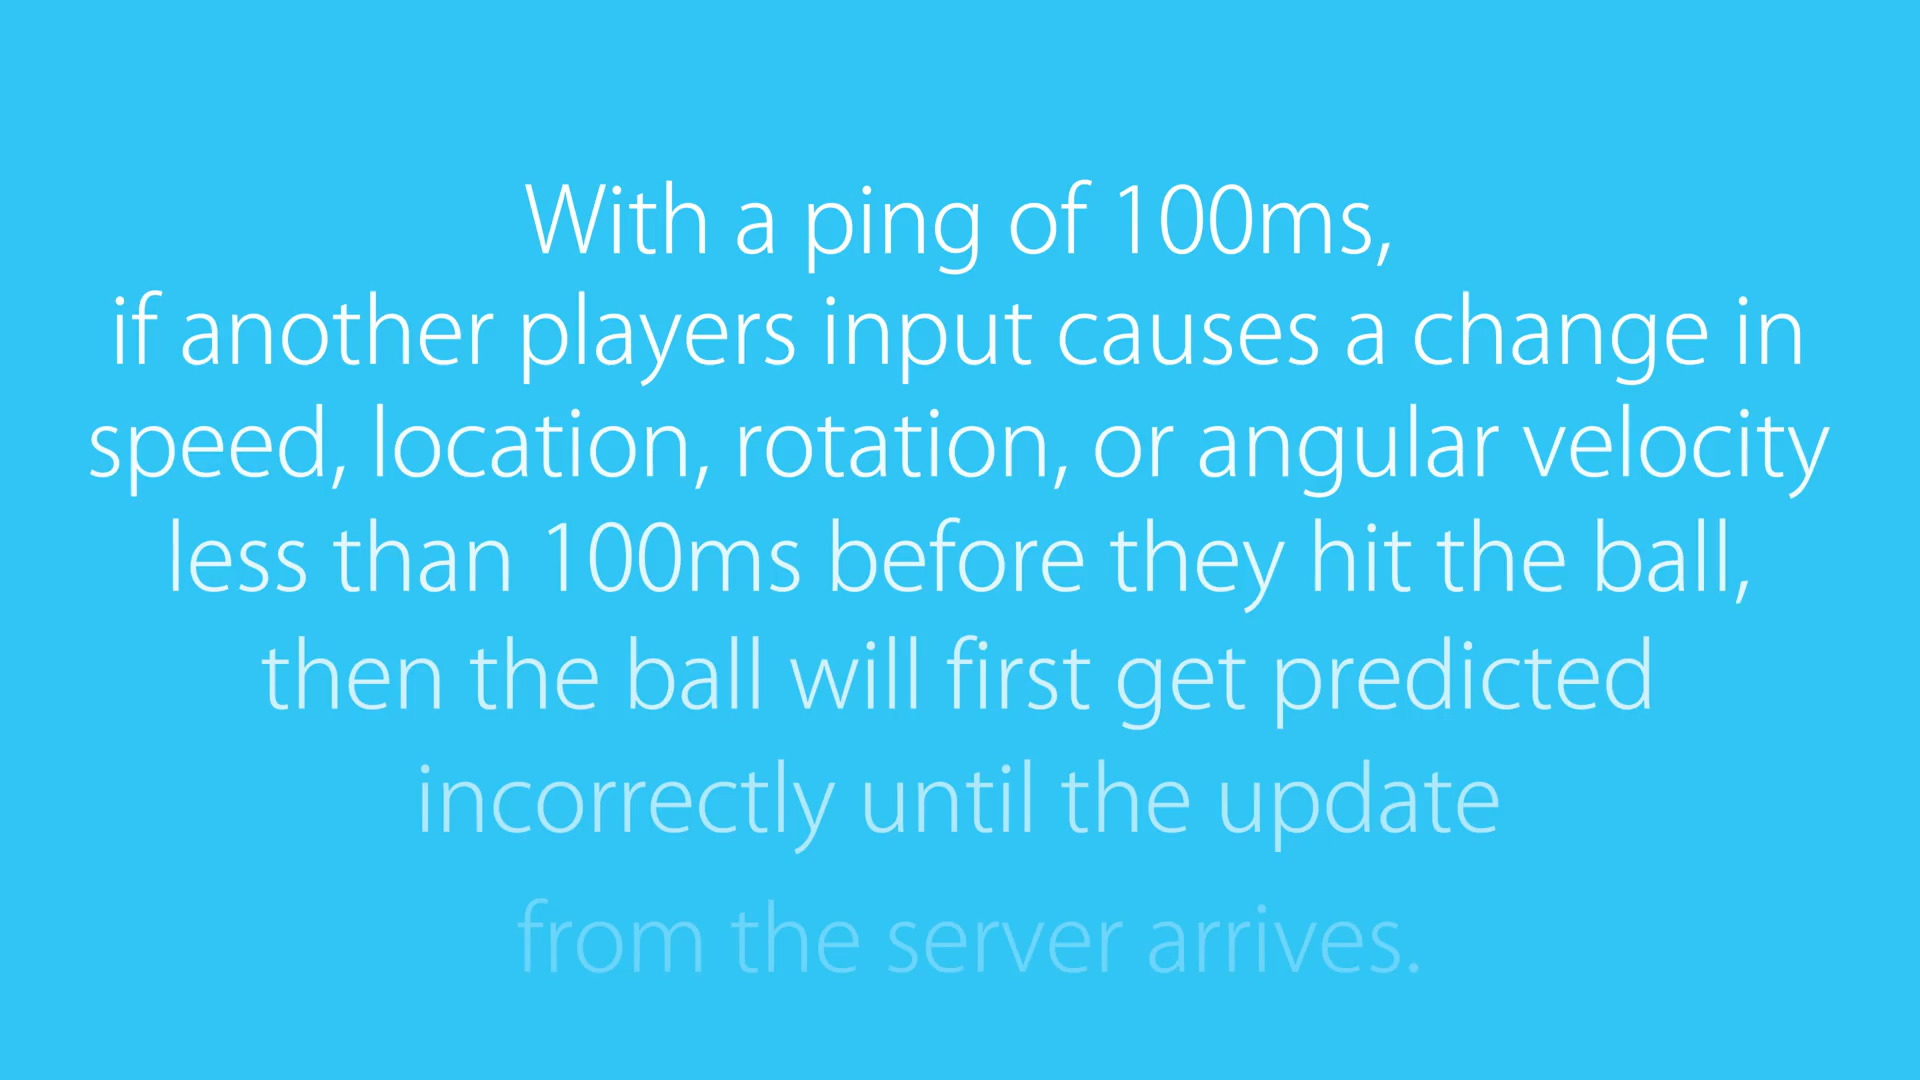 With a ping of 100ms,
if another players input causes a change in
speed, location, rotation, or angular velocity
less than 100ms before they hit the ball,
then the ball will first get predicted
incorrectly until the update
from the server arrives.